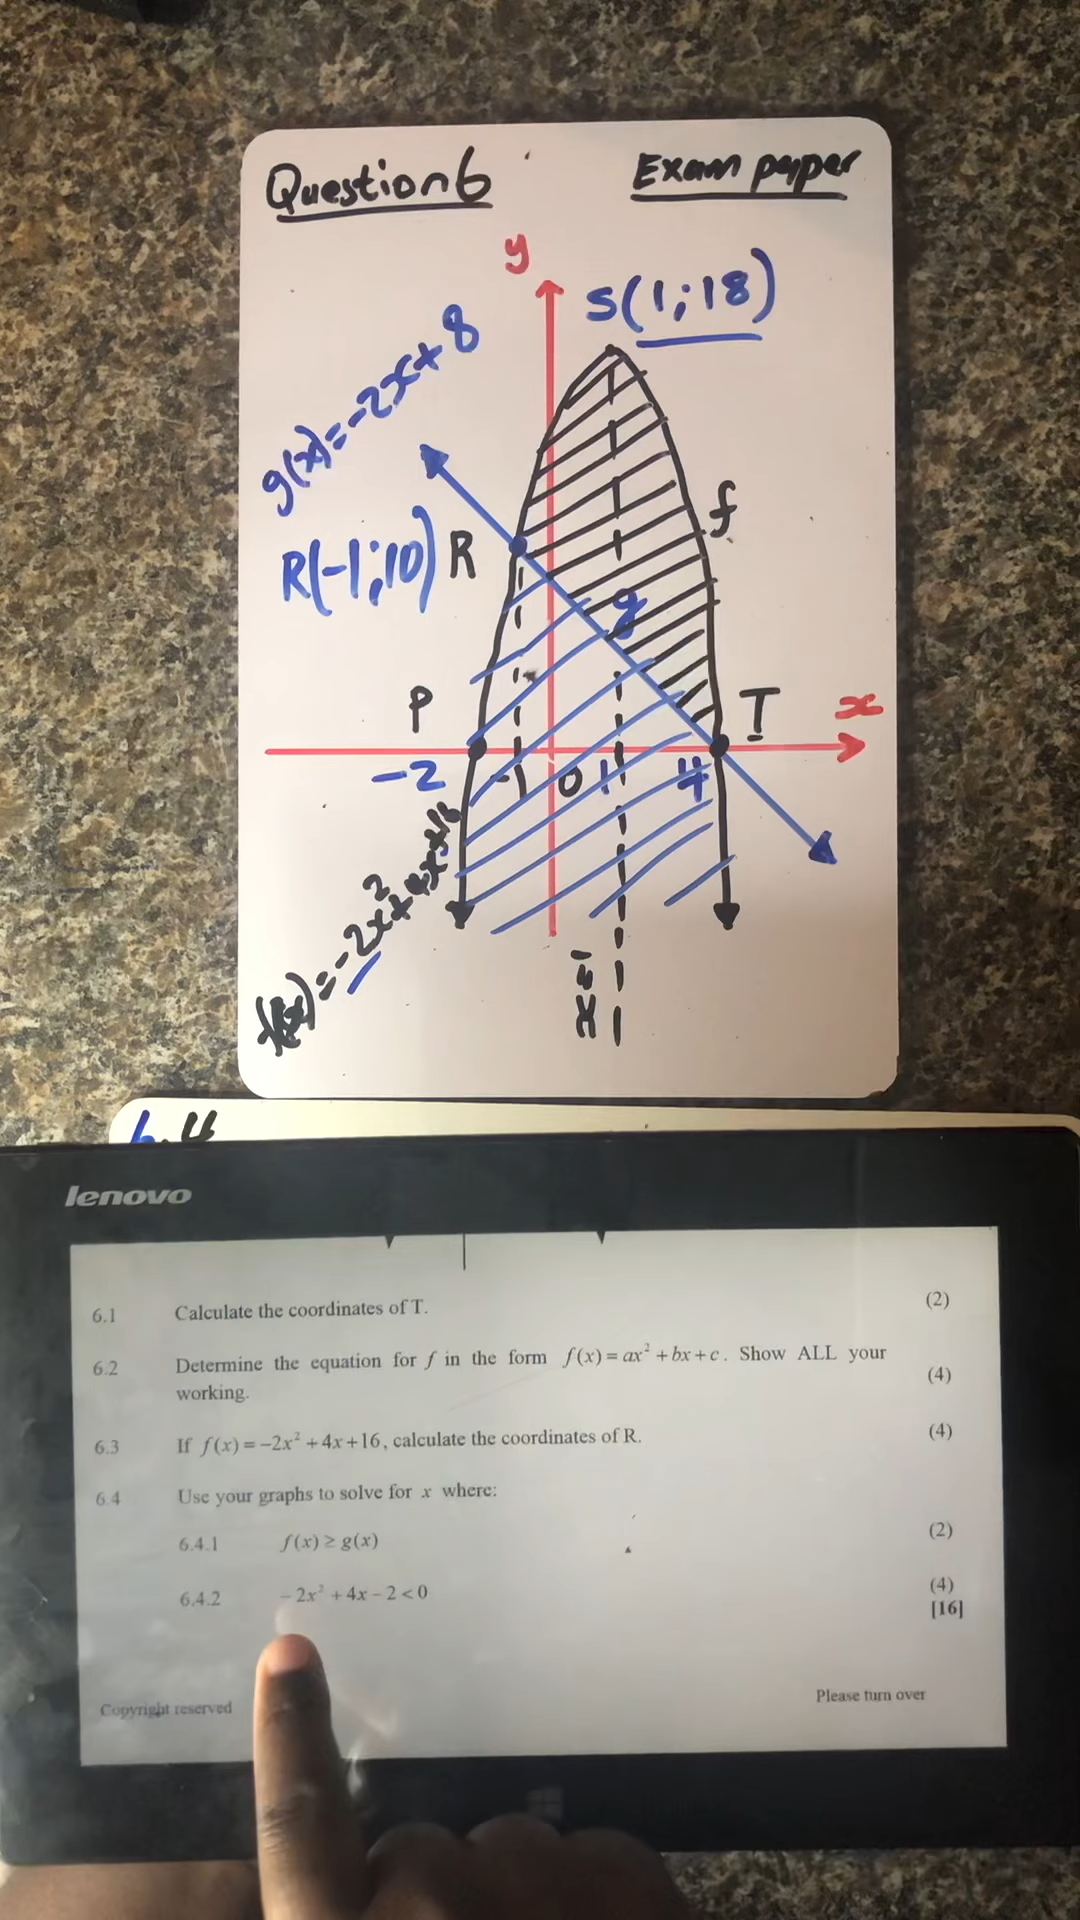 Question 6
Exam paper
y
S(1;18)
g(x)=-2x+8
f
R(-1;10) R
g
P
T
x
-2
-1
0
1
4
f(x)=-2x²+4x+16
x=1
6.4
lenovo
6.1 Calculate the coordinates of T. (2)
6.2 Determine the equation for f in the form f(x)=ax²+bx+c. Show ALL your
working. (4)
6.3 If f(x)=-2x²+4x+16, calculate the coordinates of R. (4)
6.4 Use your graphs to solve for x where:
6.4.1 f(x)≥g(x) (2)
6.4.2 -2x²+4x-2<0 (4)
[16]
Copyright reserved
Please turn over